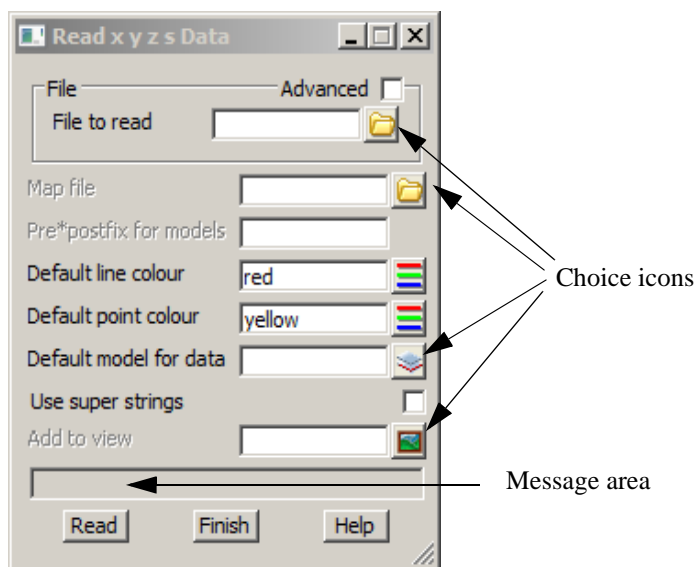 Read x y z s Data
File Advanced
File to read
Map file
Pre*postfix for models
Default line colour red
Default point colour yellow
Default model for data
Use super strings
Add to view
Read Finish Help
Choice icons
Message area